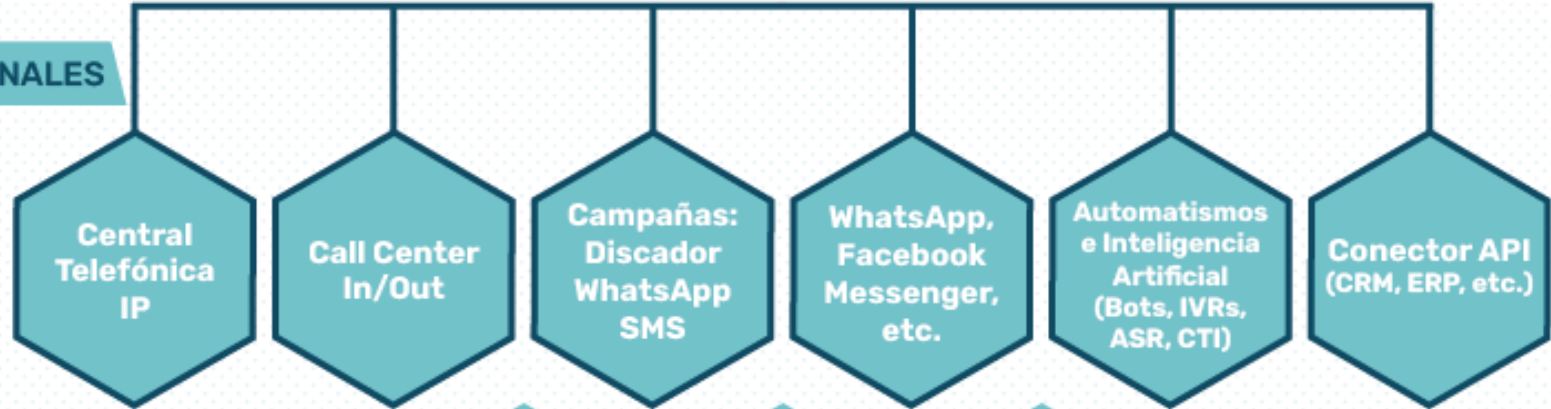 NALES
Central
Telefónica
IP
Call Center
In/Out
Campañas:
Discador
WhatsApp
SMS
WhatsApp,
Facebook
Messenger,
etc.
Automatismos
e Inteligencia
Artificial
(Bots, IVRs,
ASR, CTI)
Conector API
(CRM, ERP, etc.)